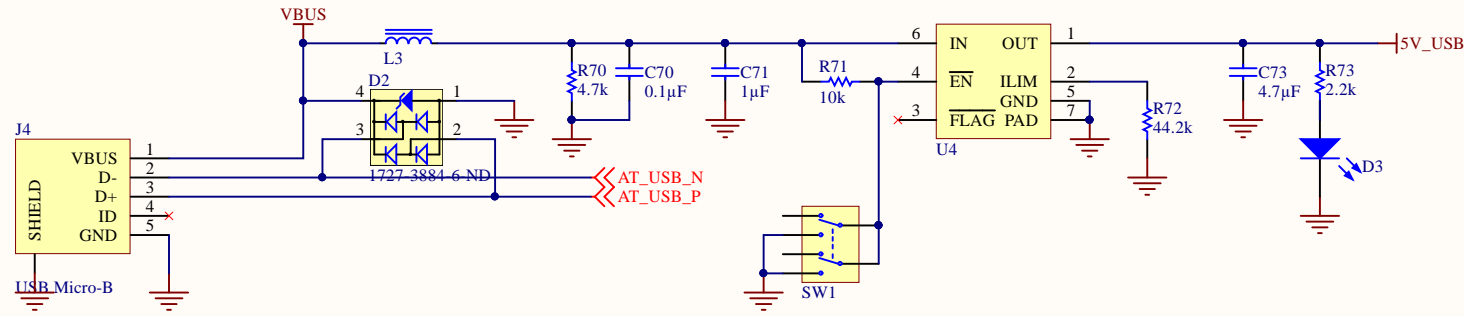 VBUS
L3
D2
4
1
3
2
1727-3884-6-ND
R70
4.7k
C70
0.1µF
C71
1µF
R71
10k
6
IN
OUT
1
4
EN
ILIM
2
GND
5
3
FLAG
PAD
7
U4
R72
44.2k
C73
4.7µF
R73
2.2k
5V_USB
D3
J4
VBUS
1
D-
2
D+
3
ID
4
GND
5
SHIELD
USB Micro-B
AT_USB_N
AT_USB_P
SW1